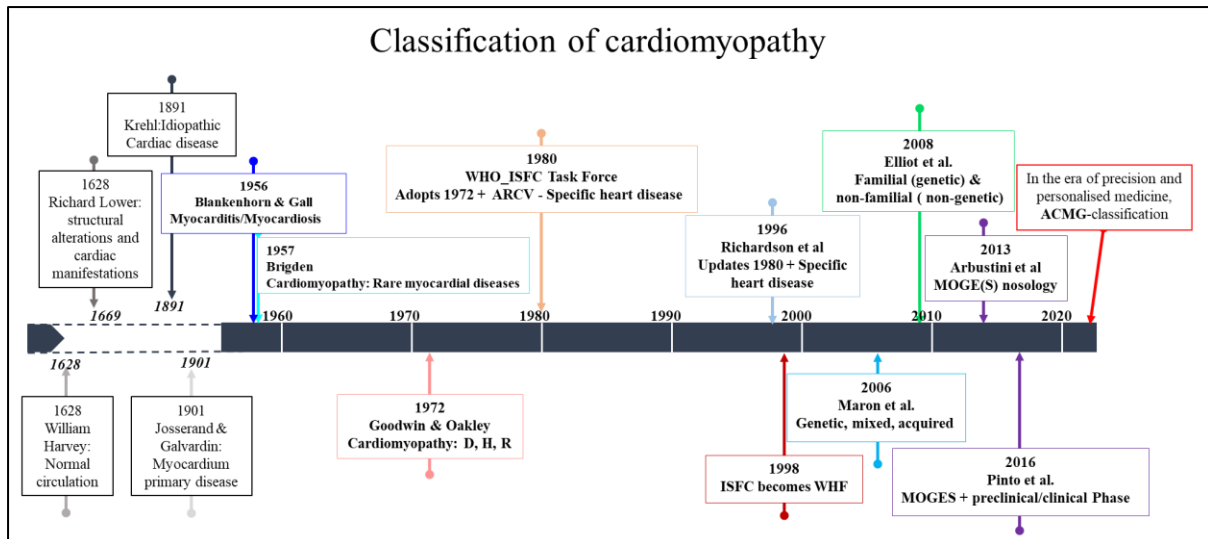 Classification of cardiomyopathy
1891
Krehl:Idiopathic
Cardiac disease
1628
Richard Lower:
structural
alterations and
cardiac
manifestations
1956
Blankenhorn & Gall
Myocarditis/Myocardiosis
1957
Brigden
Cardiomyopathy: Rare myocardial diseases
1980
WHO_ISFC Task Force
Adopts 1972 + ARCV - Specific heart disease
1996
Richardson et al
Updates 1980 + Specific
heart disease
2008
Elliot et al.
Familial (genetic) &
non-familial ( non-genetic)
2013
Arbustini et al
MOGE(S) nosology
In the era of precision and
personalised medicine,
ACMG-classification
1669
1891
1960
1970
1980
1990
2000
2010
2020
1628
1901
1628
William
Harvey:
Normal
circulation
1901
Josserand &
Galvardin:
Myocardium
primary disease
1972
Goodwin & Oakley
Cardiomyopathy: D, H, R
1998
ISFC becomes WHF
2006
Maron et al.
Genetic, mixed, acquired
2016
Pinto et al.
MOGES + preclinical/clinical Phase